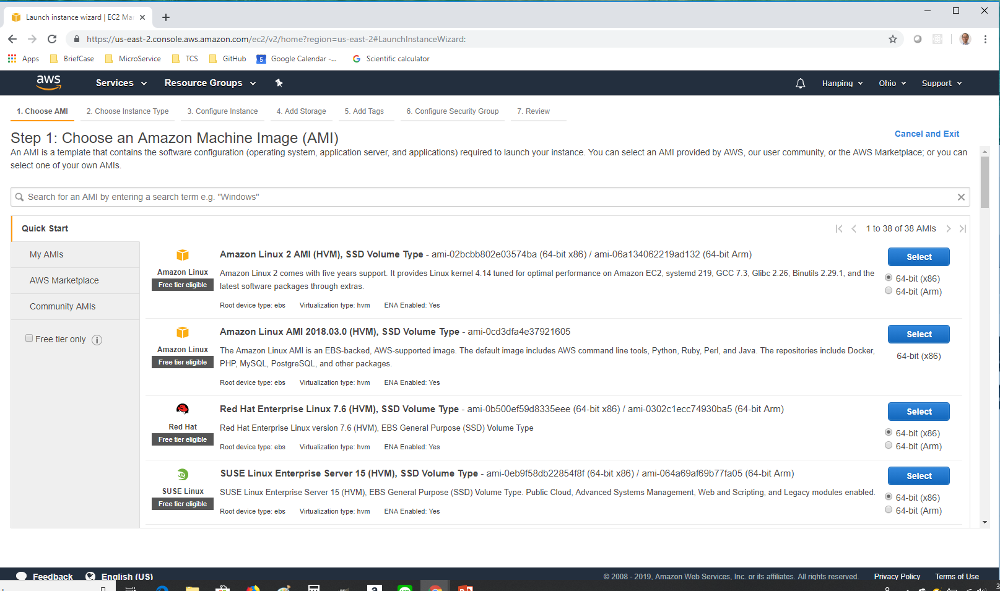 Launch instance wizard | EC2 Ma
https://us-east-2.console.aws.amazon.com/ec2/v2/home?region=us-east-2#LaunchInstanceWizard:
Apps BriefCase MicroService TCS GitHub 5 Google Calendar -... G Scientific calculator
aws Services Resource Groups Hanping Ohio Support
1. Choose AMI 2. Choose Instance Type 3. Configure Instance 4. Add Storage 5. Add Tags 6. Configure Security Group 7. Review
Step 1: Choose an Amazon Machine Image (AMI)
Cancel and Exit
An AMI is a template that contains the software configuration (operating system, application server, and applications) required to launch your instance. You can select an AMI provided by AWS, our user community, or the AWS Marketplace; or you can
select one of your own AMIs.
Search for an AMI by entering a search term e.g. "Windows"
Quick Start
1 to 38 of 38 AMIs
My AMIs
AWS Marketplace
Community AMIs
Free tier only i
Amazon Linux
Free tier eligible
Amazon Linux 2 AMI (HVM), SSD Volume Type - ami-02bcbb802e03574ba (64-bit x86) / ami-06a134062219ad132 (64-bit Arm)
Amazon Linux 2 comes with five years support. It provides Linux kernel 4.14 tuned for optimal performance on Amazon EC2, systemd 219, GCC 7.3, Glibc 2.26, Binutils 2.29.1, and the
latest software packages through extras.
Root device type: ebs Virtualization type: hvm ENA Enabled: Yes
Select
64-bit (x86)
64-bit (Arm)
Amazon Linux
Free tier eligible
Amazon Linux AMI 2018.03.0 (HVM), SSD Volume Type - ami-0cd3dfa4e37921605
The Amazon Linux AMI is an EBS-backed, AWS-supported image. The default image includes AWS command line tools, Python, Ruby, Perl, and Java. The repositories include Docker,
PHP, MySQL, PostgreSQL, and other packages.
Root device type: ebs Virtualization type: hvm ENA Enabled: Yes
Select
64-bit (x86)
Red Hat
Free tier eligible
Red Hat Enterprise Linux 7.6 (HVM), SSD Volume Type - ami-0b500ef59d8335eee (64-bit x86) / ami-0302c1ecc74930ba5 (64-bit Arm)
Red Hat Enterprise Linux version 7.6 (HVM), EBS General Purpose (SSD) Volume Type
Root device type: ebs Virtualization type: hvm ENA Enabled: Yes
Select
64-bit (x86)
64-bit (Arm)
SUSE Linux
Free tier eligible
SUSE Linux Enterprise Server 15 (HVM), SSD Volume Type - ami-0eb9f58db22854f8f (64-bit x86) / ami-064a69af69b77fa05 (64-bit Arm)
SUSE Linux Enterprise Server 15 (HVM), EBS General Purpose (SSD) Volume Type. Public Cloud, Advanced Systems Management, Web and Scripting, and Legacy modules enabled.
Root device type: ebs Virtualization type: hvm ENA Enabled: Yes
Select
64-bit (x86)
64-bit (Arm)
Feedback English (US) © 2008 - 2019, Amazon Web Services, Inc. or its affiliates. All rights reserved. Privacy Policy Terms of Use